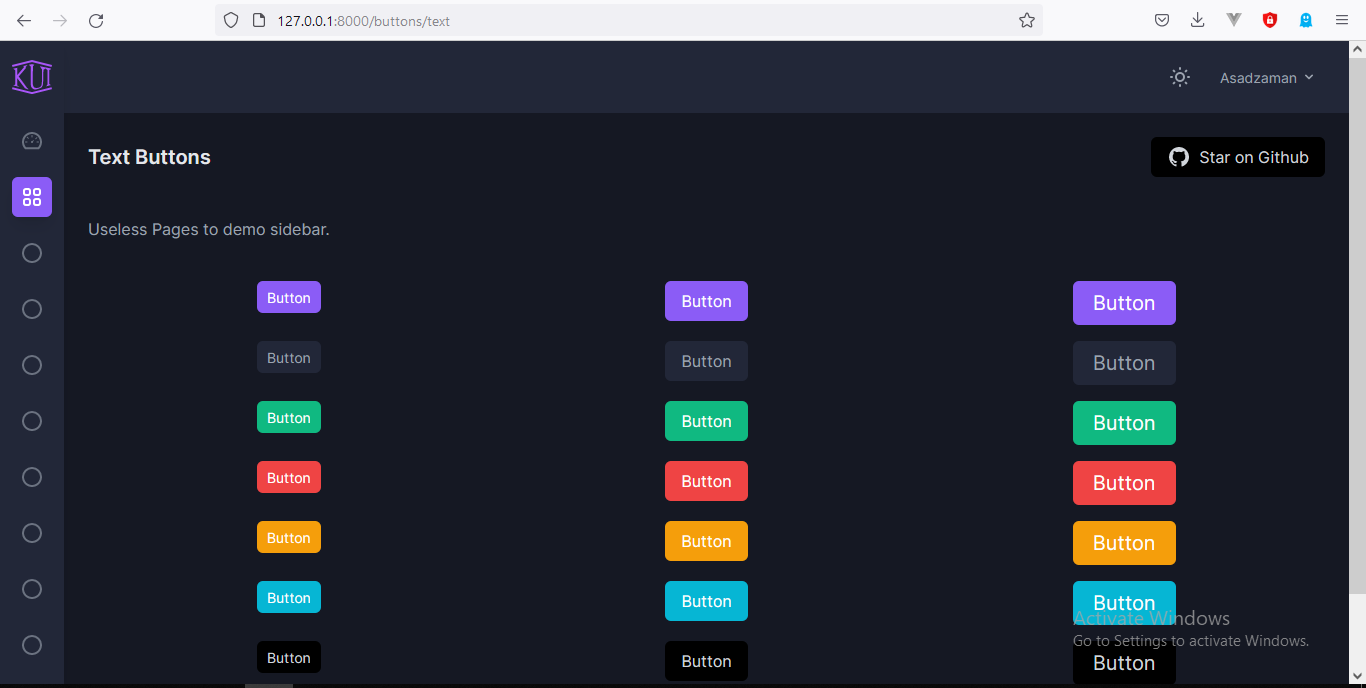 127.0.0.1:8000/buttons/text
KUI
Asadzaman
Text Buttons
Star on Github
Useless Pages to demo sidebar.
Button Button Button
Button Button Button
Button Button Button
Button Button Button
Button Button Button
Button Button Button
Activate Windows
Go to Settings to activate Windows.
Button Button Button